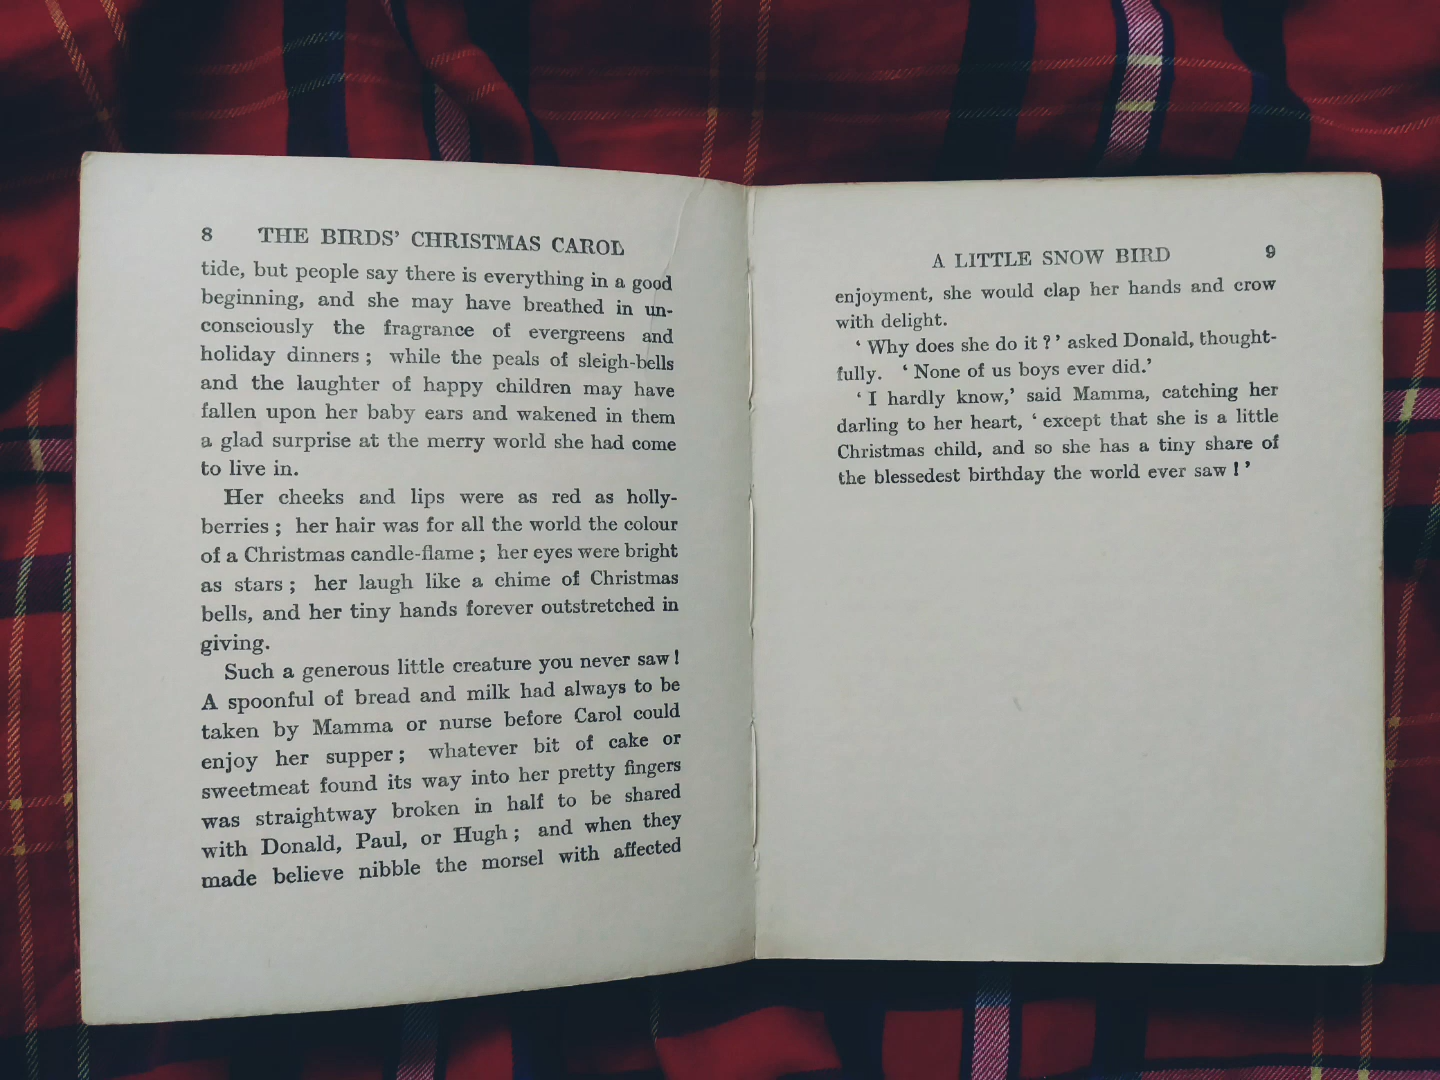 8 THE BIRDS’ CHRISTMAS CAROL
tide, but people say there is everything in a good
beginning, and she may have breathed in un-
consciously the fragrance of evergreens and
holiday dinners ; while the peals of sleigh-bells
and the laughter of happy children may have
fallen upon her baby ears and wakened in them
a glad surprise at the merry world she had come
to live in.
Her cheeks and lips were as red as holly-
berries ; her hair was for all the world the colour
of a Christmas candle-flame ; her eyes were bright
as stars ; her laugh like a chime of Christmas
bells, and her tiny hands forever outstretched in
giving.
Such a generous little creature you never saw !
A spoonful of bread and milk had always to be
taken by Mamma or nurse before Carol could
enjoy her supper ; whatever bit of cake or
sweetmeat found its way into her pretty fingers
was straightway broken in half to be shared
with Donald, Paul, or Hugh ; and when they
made believe nibble the morsel with affected
A LITTLE SNOW BIRD 9
enjoyment, she would clap her hands and crow
with delight.
‘ Why does she do it ? ’ asked Donald, thought-
fully. ‘ None of us boys ever did.’
‘ I hardly know,’ said Mamma, catching her
darling to her heart, ‘ except that she is a little
Christmas child, and so she has a tiny share of
the blessedest birthday the world ever saw ! ’